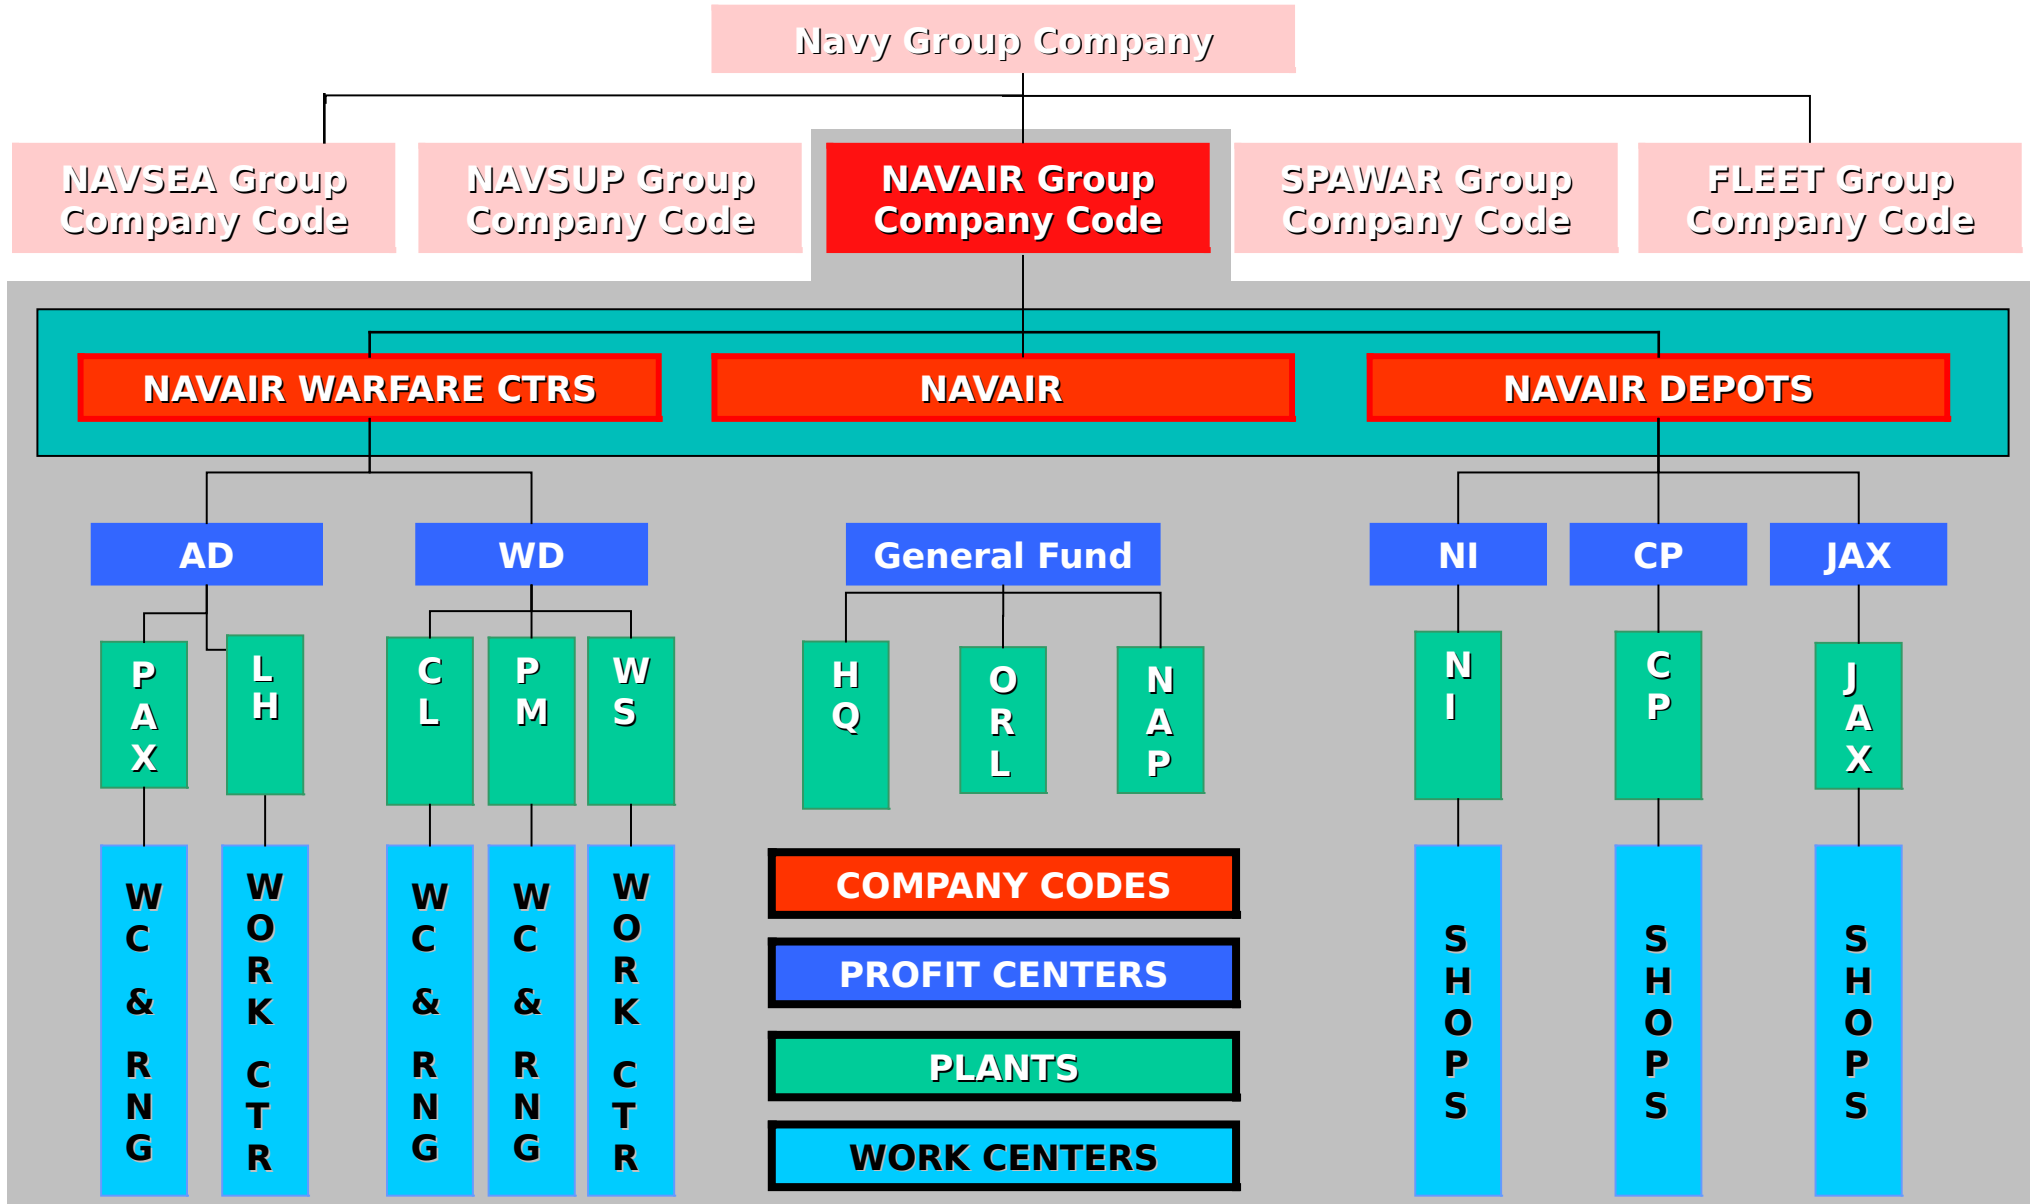 Navy Group Company
NAVSEA Group
Company Code
NAVSUP Group
Company Code
NAVAIR Group
Company Code
SPAWAR Group
Company Code
FLEET Group
Company Code
NAVAIR WARFARE CTRS
NAVAIR
NAVAIR DEPOTS
AD
WD
General Fund
NI
CP
JAX
P
A
X
L
H
C
L
P
M
W
S
H
Q
O
R
L
N
A
P
N
I
C
P
J
A
X
W
C
&
R
N
G
W
O
R
K
C
T
R
W
C
&
R
N
G
W
C
&
R
N
G
W
O
R
K
C
T
R
COMPANY CODES
PROFIT CENTERS
PLANTS
WORK CENTERS
S
H
O
P
S
S
H
O
P
S
S
H
O
P
S